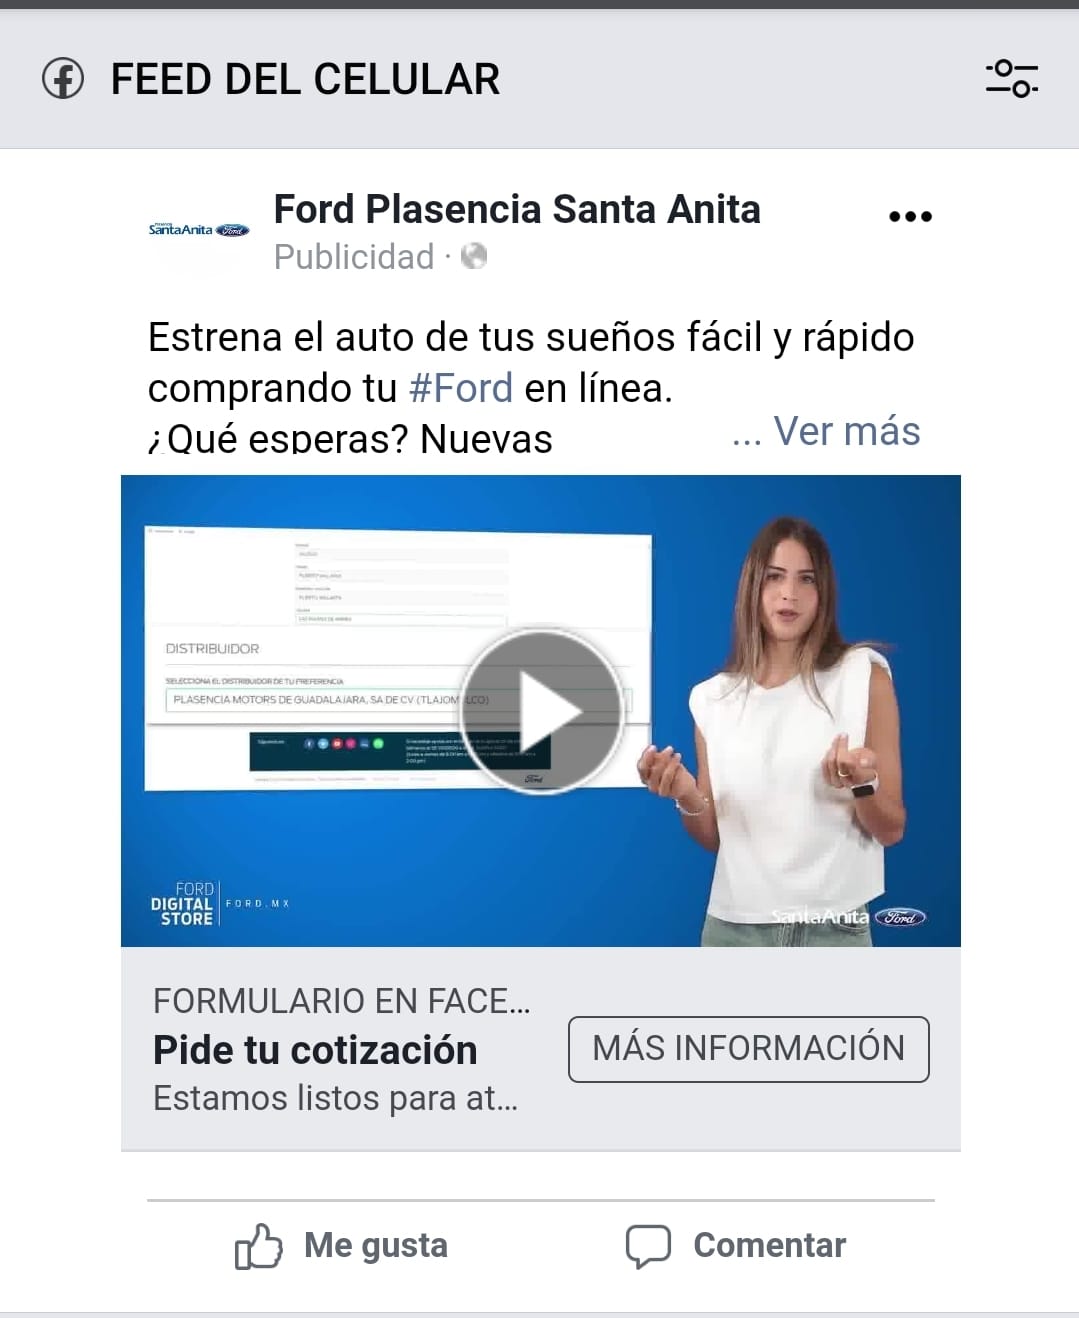 FEED DEL CELULAR
SantaAnita Ford
Ford Plasencia Santa Anita
Publicidad ·
Estrena el auto de tus sueños fácil y rápido
comprando tu #Ford en línea.
¿Qué esperas? Nuevas
... Ver más
DISTRIBUIDOR
SELECCIONA EL DISTRIBUIDOR DE TU PREFERENCIA
PLASENCIA MOTORS DE GUADALAJARA, SA DE CV (TLAJOM LCO)
Ford
FORD
DIGITAL
STORE
FORD.MX
SantaAnita Ford
FORMULARIO EN FACE...
Pide tu cotización
Estamos listos para at...
MÁS INFORMACIÓN
Me gusta
Comentar